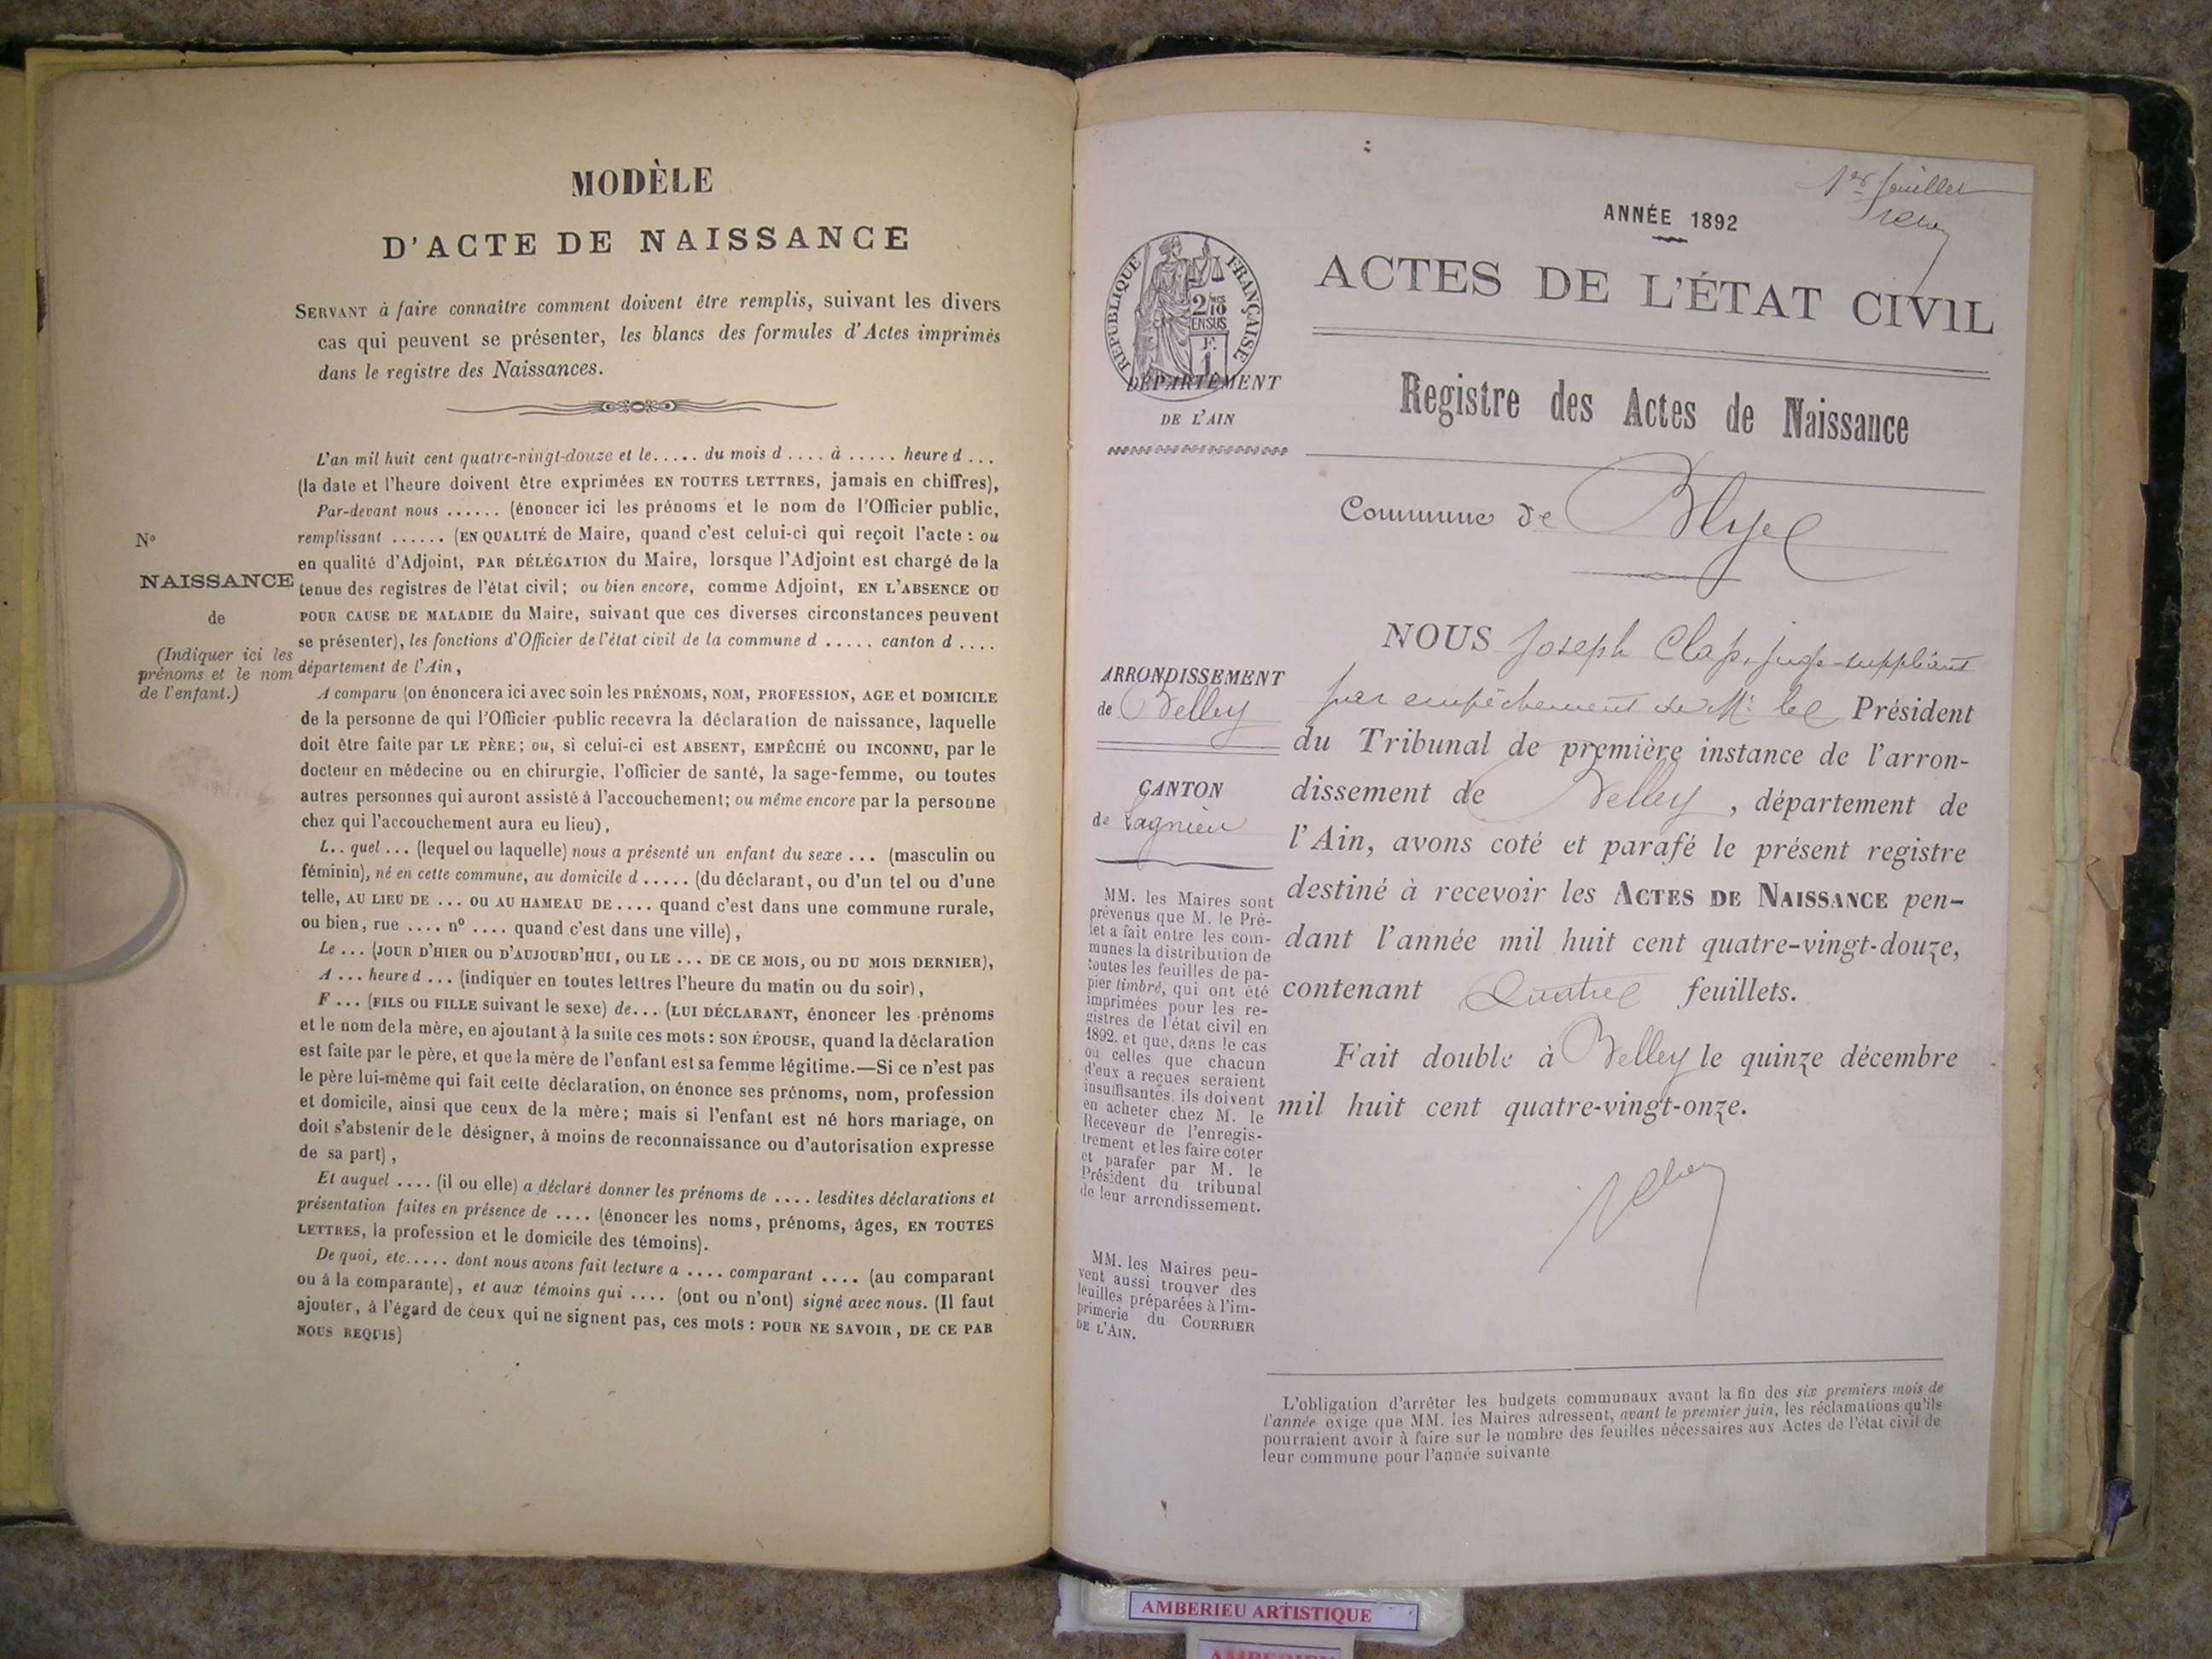 MODÈLE
D'ACTE DE NAISSANCE
SERVANT à faire connaître comment doivent être remplis, suivant les divers
cas qui peuvent se présenter, les blancs des formules d'Actes imprimés
dans le registre des Naissances.
L'an mil huit cent quatre-vingt-douze et le..... du mois d .... à ..... heure d ...
(la date et l'heure doivent être exprimées EN TOUTES LETTRES, jamais en chiffres),
Par-devant nous ...... (énoncer ici les prénoms et le nom de l'Officier public,
remplissant ...... (EN QUALITÉ de Maire, quand c'est celui-ci qui reçoit l'acte : ou
en qualité d'Adjoint, PAR DÉLÉGATION du Maire, lorsque l'Adjoint est chargé de la
tenue des registres de l'état civil; ou bien encore, comme Adjoint, EN L'ABSENCE OU
POUR CAUSE DE MALADIE du Maire, suivant que ces diverses circonstances peuvent
se présenter), les fonctions d'Officier de l'état civil de la commune d ..... canton d ....
département de l'Ain,
A comparu (on énoncera ici avec soin les PRÉNOMS, NOM, PROFESSION, AGE et DOMICILE
de la personne de qui l'Officier public recevra la déclaration de naissance, laquelle
doit être faite par LE PÈRE; ou, si celui-ci est ABSENT, EMPÊCHÉ OU INCONNU, par le
docteur en médecine ou en chirurgie, l'officier de santé, la sage-femme, ou toutes
autres personnes qui auront assisté à l'accouchement; ou même encore par la personne
chez qui l'accouchement aura eu lieu),
L.. quel ... (lequel ou laquelle) nous a présenté un enfant du sexe ... (masculin ou
féminin), né en cette commune, au domicile d ..... (du déclarant, ou d'un tel ou d'une
telle, AU LIEU DE ... OU AU HAMEAU DE .... quand c'est dans une commune rurale,
ou bien, rue .... nº .... quand c'est dans une ville),
Le ... (JOUR D'HIER OU D'AUJOURD'HUI, OU LE ... DE CE MOIS, OU DU MOIS DERNIER),
A ... heure d ... (indiquer en toutes lettres l'heure du matin ou du soir),
F ... (FILS OU FILLE suivant le sexe) de... (LUI DÉCLARANT, énoncer les prénoms
et le nom de la mère, en ajoutant à la suite ces mots : SON ÉPOUSE, quand la déclaration
est faite par le père, et que la mère de l'enfant est sa femme légitime.—Si ce n'est pas
le père lui-même qui fait cette déclaration, on énonce ses prénoms, nom, profession
et domicile, ainsi que ceux de la mère; mais si l'enfant est né hors mariage, on
doit s'abstenir de le désigner, à moins de reconnaissance ou d'autorisation expresse
de sa part),
Et auquel .... (il ou elle) a déclaré donner les prénoms de .... lesdites déclarations et
présentation faites en présence de .... (énoncer les noms, prénoms, âges, EN TOUTES
LETTRES, la profession et le domicile des témoins).
De quoi, etc..... dont nous avons fait lecture a .... comparant .... (au comparant
ou à la comparante), et aux témoins qui .... (ont ou n'ont) signé avec nous. (Il faut
ajouter, à l'égard de ceux qui ne signent pas, ces mots : POUR NE SAVOIR, DE CE PAR
NOUS REQUIS)
Nº
NAISSANCE
de
(Indiquer ici les
prénoms et le nom
de l'enfant.)
1er feuillet
ANNÉE 1892
ACTES DE L'ÉTAT CIVIL
RÉPUBLIQUE FRANÇAISE
2/10
EN SUS
F.
1
DÉPARTEMENT
DE L'AIN
Registre des Actes de Naissance
Commune de Blyes
NOUS Joseph Clap, juge-suppléant
par empêchement de M. le Président
du Tribunal de première instance de l'arron-
dissement de Belley, département de
l'Ain, avons coté et parafé le présent registre
destiné à recevoir les ACTES DE NAISSANCE pen-
dant l'année mil huit cent quatre-vingt-douze,
contenant Quatre feuillets.
Fait double à Belley le quinze décembre
mil huit cent quatre-vingt-onze.
ARRONDISSEMENT
de Belley
CANTON
de Lagnieu
MM. les Maires sont
prévenus que M. le Pré-
fet a fait entre les com-
munes la distribution de
toutes les feuilles de pa-
pier timbré, qui ont été
imprimées pour les re-
gistres de l'état civil en
1892, et que, dans le cas
où celles que chacun
d'eux a reçues seraient
insuffisantes, ils doivent
en acheter chez M. le
Receveur de l'enregis-
trement et les faire coter
et parafer par M. le
Président du tribunal
de leur arrondissement.
MM. les Maires peu-
vent aussi trouver des
feuilles préparées à l'im-
primerie du COURRIER
DE L'AIN.
L'obligation d'arrêter les budgets communaux avant la fin des six premiers mois de
l'année exige que MM. les Maires adressent, avant le premier juin, les réclamations qu'ils
pourraient avoir à faire sur le nombre des feuilles nécessaires aux Actes de l'état civil de
leur commune pour l'année suivante
AMBERIEU ARTISTIQUE
AMBERIEU